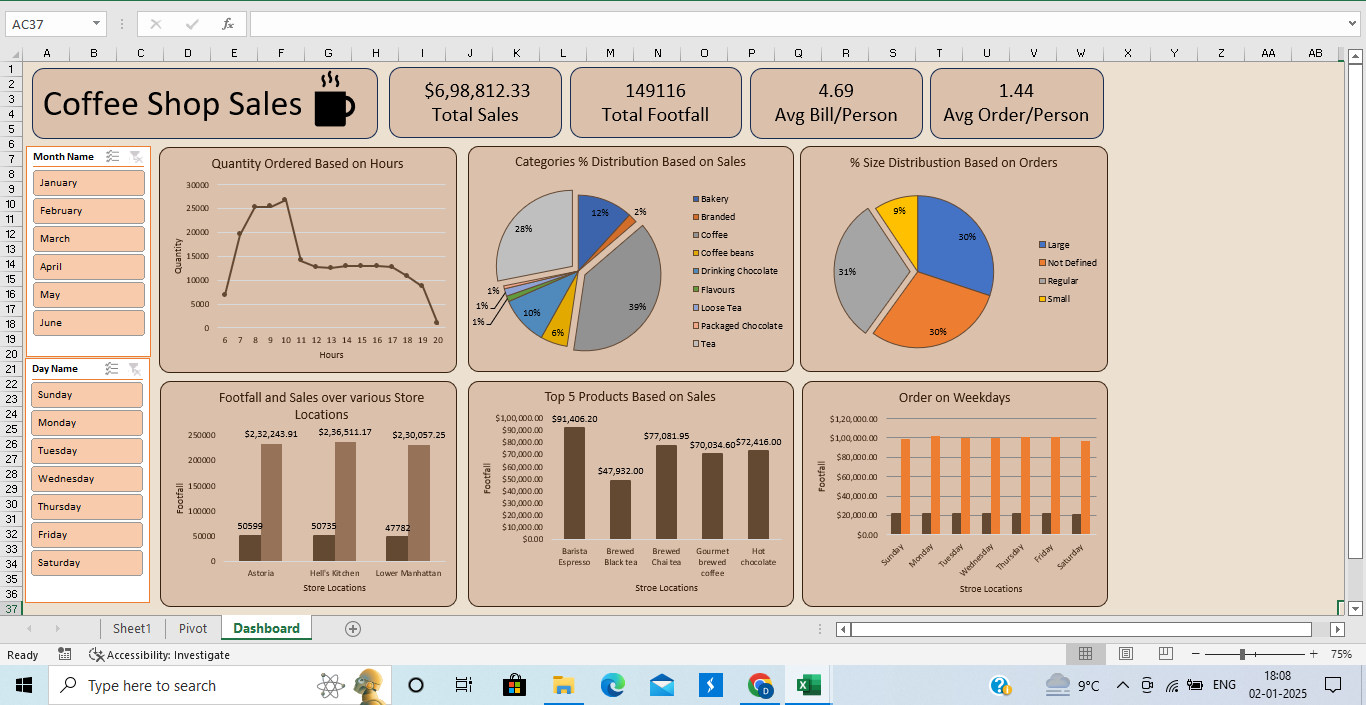 AC37
fx
A B C D E F G H I J K L M N O P Q R S T U V W X Y Z AA AB
1
2
3
4
5
6
7
8
9
10
11
12
13
14
15
16
17
18
19
20
21
22
23
24
25
26
27
28
29
30
31
32
33
34
35
36
37
Coffee Shop Sales
$6,98,812.33
Total Sales
149116
Total Footfall
4.69
Avg Bill/Person
1.44
Avg Order/Person
Month Name
January
February
March
April
May
June
Day Name
Sunday
Monday
Tuesday
Wednesday
Thursday
Friday
Saturday
Quantity Ordered Based on Hours
Quantity
30000
25000
20000
15000
10000
5000
0
6 7 8 9 10 11 12 13 14 15 16 17 18 19 20
Hours
Categories % Distribution Based on Sales
12%
2%
39%
6%
10%
1%
1%
1%
28%
Bakery
Branded
Coffee
Coffee beans
Drinking Chocolate
Flavours
Loose Tea
Packaged Chocolate
Tea
% Size Distribustion Based on Orders
30%
30%
31%
9%
Large
Not Defined
Regular
Small
Footfall and Sales over various Store
Locations
Footfall
250000
200000
150000
100000
50000
0
$2,32,243.91 $2,36,511.17 $2,30,057.25
50599 50735 47782
Astoria Hell's Kitchen Lower Manhattan
Store Locations
Top 5 Products Based on Sales
Footfall
$1,00,000.00
$90,000.00
$80,000.00
$70,000.00
$60,000.00
$50,000.00
$40,000.00
$30,000.00
$20,000.00
$10,000.00
$0.00
$91,406.20
$47,932.00
$77,081.95
$70,034.60
$72,416.00
Barista Brewed Brewed Gourmet Hot
Espresso Black tea Chai tea brewed chocolate
coffee
Stroe Locations
Order on Weekdays
Footfall
$1,20,000.00
$1,00,000.00
$80,000.00
$60,000.00
$40,000.00
$20,000.00
$0.00
Sunday Monday Tuesday Wednesday Thursday Friday Saturday
Stroe Locations
Sheet1 Pivot Dashboard
Ready Accessibility: Investigate 75%
Type here to search
9°C
ENG
18:08
02-01-2025